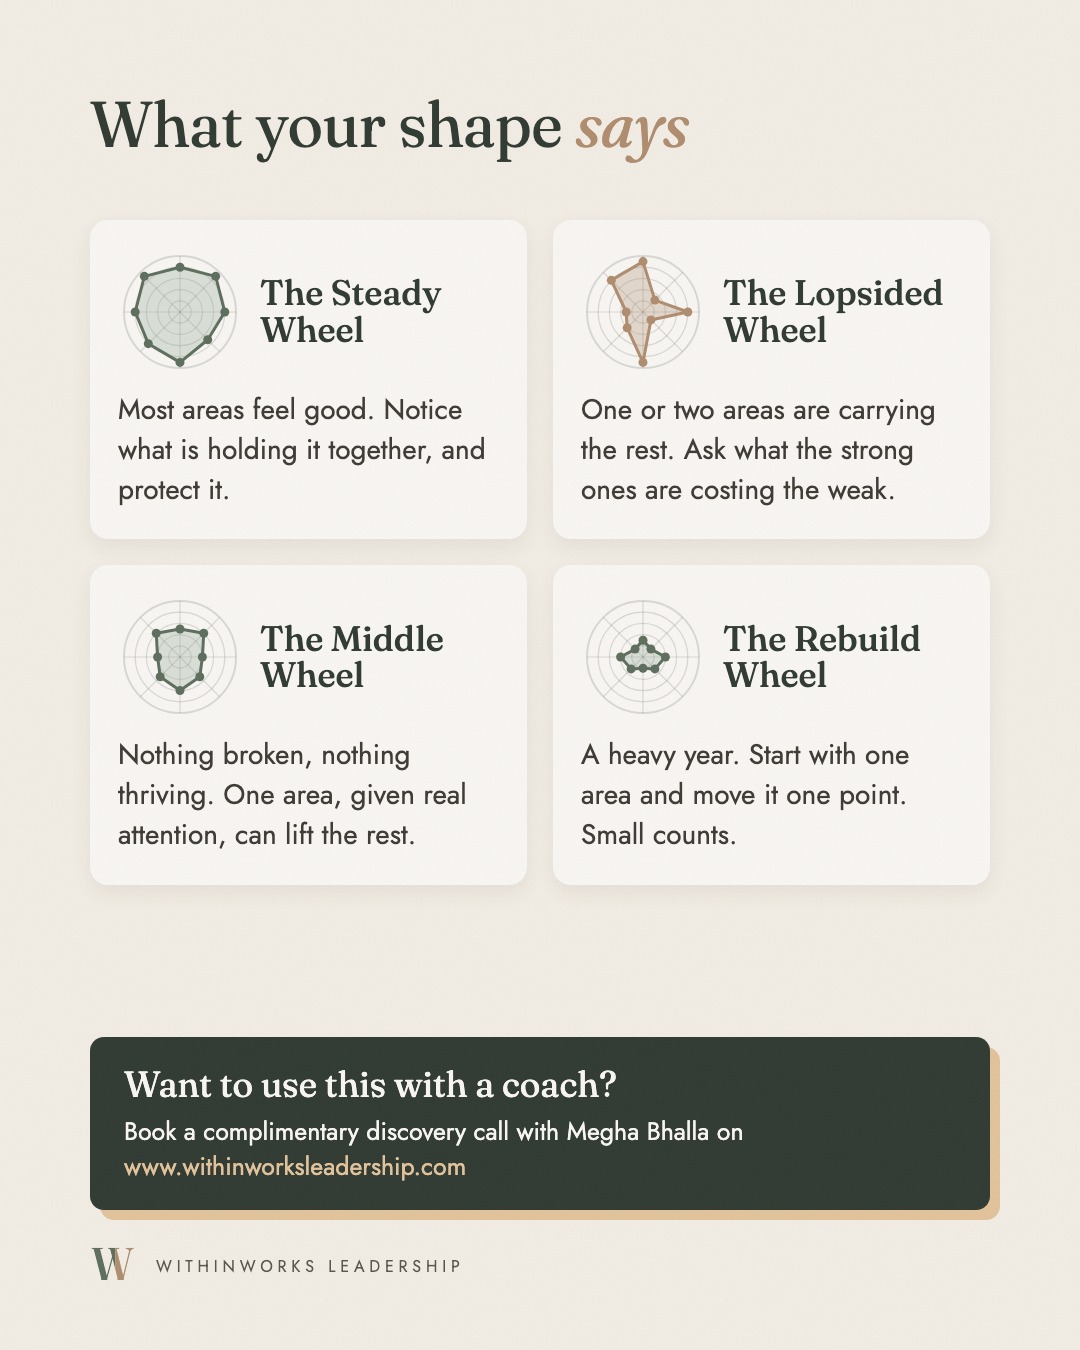 What your shape says
The Steady
Wheel
Most areas feel good. Notice
what is holding it together, and
protect it.
The Lopsided
Wheel
One or two areas are carrying
the rest. Ask what the strong
ones are costing the weak.
The Middle
Wheel
Nothing broken, nothing
thriving. One area, given real
attention, can lift the rest.
The Rebuild
Wheel
A heavy year. Start with one
area and move it one point.
Small counts.
Want to use this with a coach?
Book a complimentary discovery call with Megha Bhalla on
www.withinworksleadership.com
W WITHINWORKS LEADERSHIP